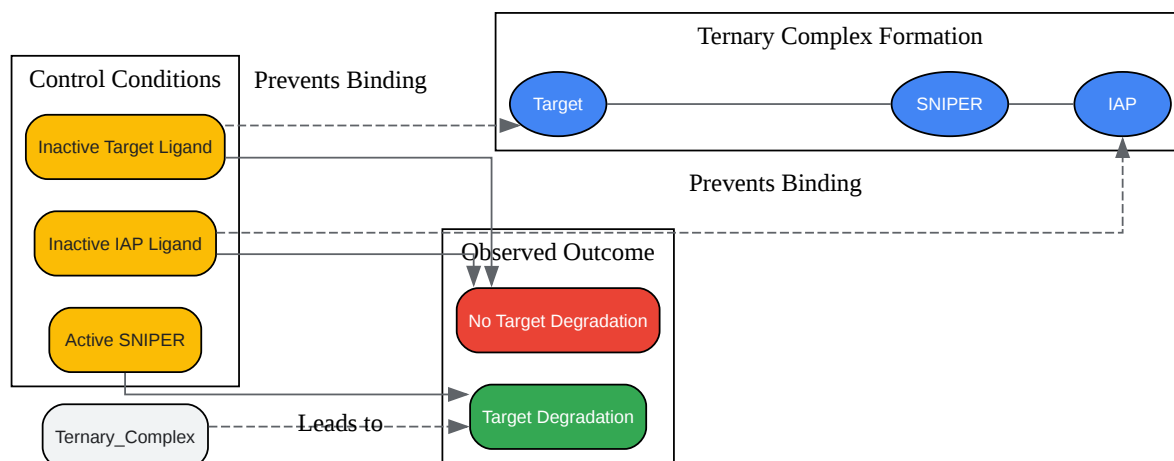 Ternary Complex Formation
Control Conditions
Prevents Binding
Target
SNIPER
IAP
Inactive Target Ligand
Prevents Binding
Inactive IAP Ligand
Observed Outcome
No Target Degradation
Active SNIPER
Target Degradation
Leads to
Ternary_Complex